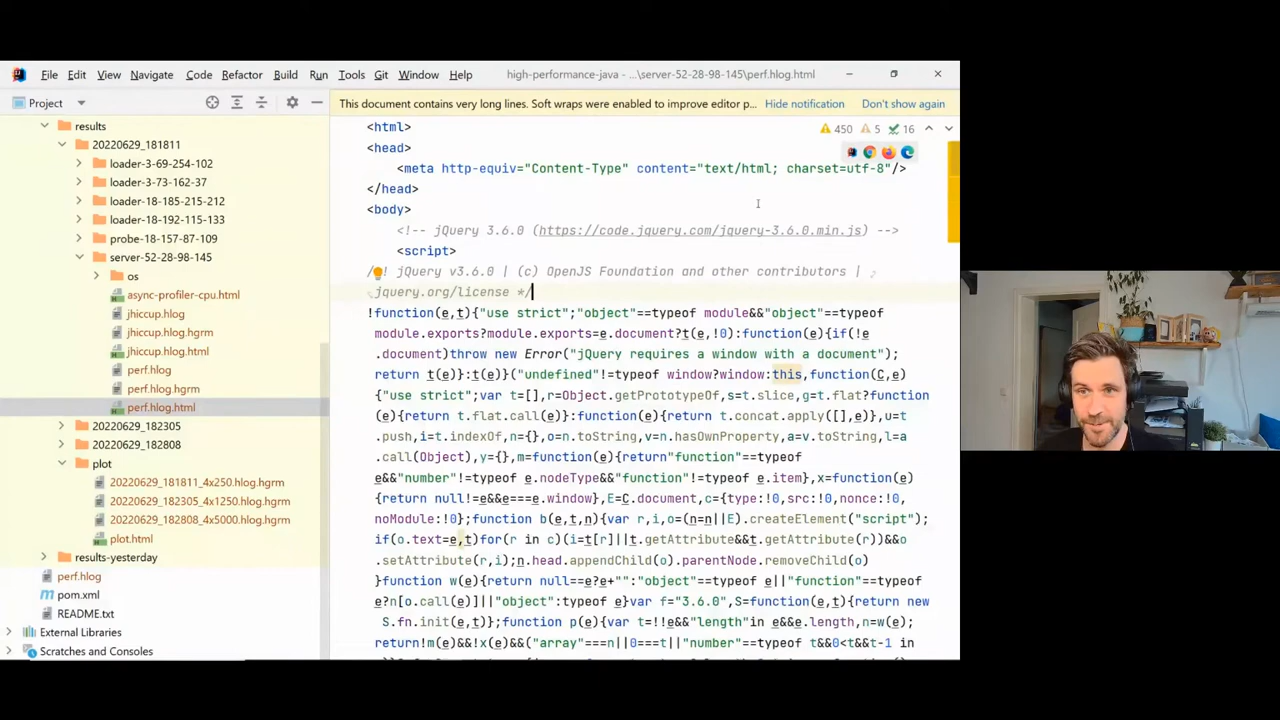 File Edit View Navigate Code Refactor Build Run Tools Git Window Help high-performance-java - ...\server-52-28-98-145\perf.hlog.html
Project
This document contains very long lines. Soft wraps were enabled to improve editor p... Hide notification Don't show again
results
20220629_181811
loader-3-69-254-102
loader-3-73-162-37
loader-18-185-215-212
loader-18-192-115-133
probe-18-157-87-109
server-52-28-98-145
os
async-profiler-cpu.html
jhiccup.hlog
jhiccup.hlog.hgrm
jhiccup.hlog.html
perf.hlog
perf.hlog.hgrm
perf.hlog.html
20220629_182305
20220629_182808
plot
20220629_181811_4x250.hlog.hgrm
20220629_182305_4x1250.hlog.hgrm
20220629_182808_4x5000.hlog.hgrm
plot.html
results-yesterday
perf.hlog
pom.xml
README.txt
External Libraries
Scratches and Consoles
450 5 16
<html>
<head>
<meta http-equiv="Content-Type" content="text/html; charset=utf-8"/>
</head>
<body>
<!-- jQuery 3.6.0 (https://code.jquery.com/jquery-3.6.0.min.js) -->
<script>
/ ! jQuery v3.6.0 | (c) OpenJS Foundation and other contributors |
jquery.org/license */
!function(e,t){"use strict";"object"==typeof module&&"object"==typeof
module.exports?module.exports=e.document?t(e,!0):function(e){if(!e
.document)throw new Error("jQuery requires a window with a document");
return t(e)}:t(e)}("undefined"!=typeof window?window:this,function(C,e)
{"use strict";var t=[],r=Object.getPrototypeOf,s=t.slice,g=t.flat?function
(e){return t.flat.call(e)}:function(e){return t.concat.apply([],e)},u=t
.push,i=t.indexOf,n={},o=n.toString,v=n.hasOwnProperty,a=v.toString,l=a
.call(Object),y={},m=function(e){return"function"==typeof
e&&"number"!=typeof e.nodeType&&"function"!=typeof e.item},x=function(e)
{return null!=e&&e===e.window},E=C.document,c={type:!0,src:!0,nonce:!0,
noModule:!0};function b(e,t,n){var r,i,o=(n=n||E).createElement("script");
if(o.text=e,t)for(r in c)(i=t[r]||t.getAttribute&&t.getAttribute(r))&&o
.setAttribute(r,i);n.head.appendChild(o).parentNode.removeChild(o)
}function w(e){return null==e?e+"":"object"==typeof e||"function"==typeof
e?n[o.call(e)]||"object":typeof e}var f="3.6.0",S=function(e,t){return new
S.fn.init(e,t)};function p(e){var t=!!e&&"length"in e&&e.length,n=w(e);
return!m(e)&&!x(e)&&("array"===n||0===t||"number"==typeof t&&0<t&&t-1 in